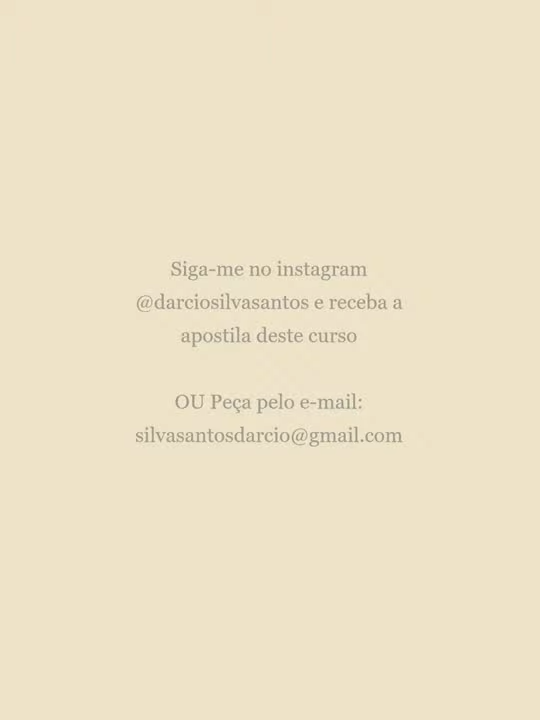 Siga-me no instagram
@darciosilvasantos e receba a
apostila deste curso
OU Peça pelo e-mail:
silvasantosdarcio@gmail.com